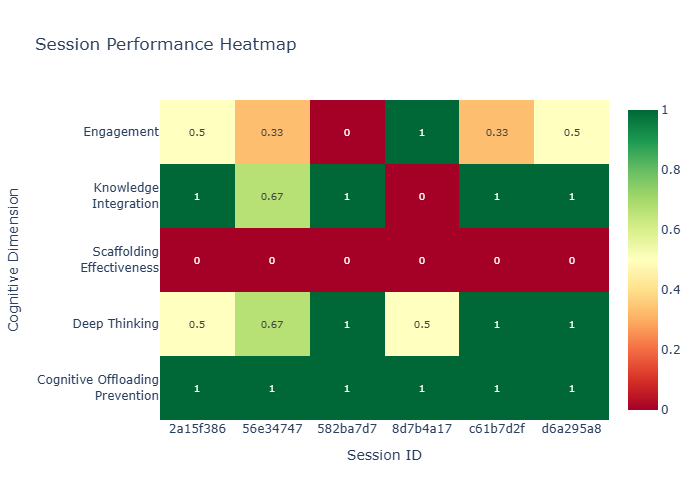 Session Performance Heatmap
Engagement
0.5 0.33 0 1 0.33 0.5
Knowledge
Integration
1 0.67 1 0 1 1
Scaffolding
Effectiveness
0 0 0 0 0 0
Deep Thinking
0.5 0.67 1 0.5 1 1
Cognitive Offloading
Prevention
1 1 1 1 1 1
Cognitive Dimension
2a15f386 56e34747 582ba7d7 8d7b4a17 c61b7d2f d6a295a8
Session ID
1
0.8
0.6
0.4
0.2
0